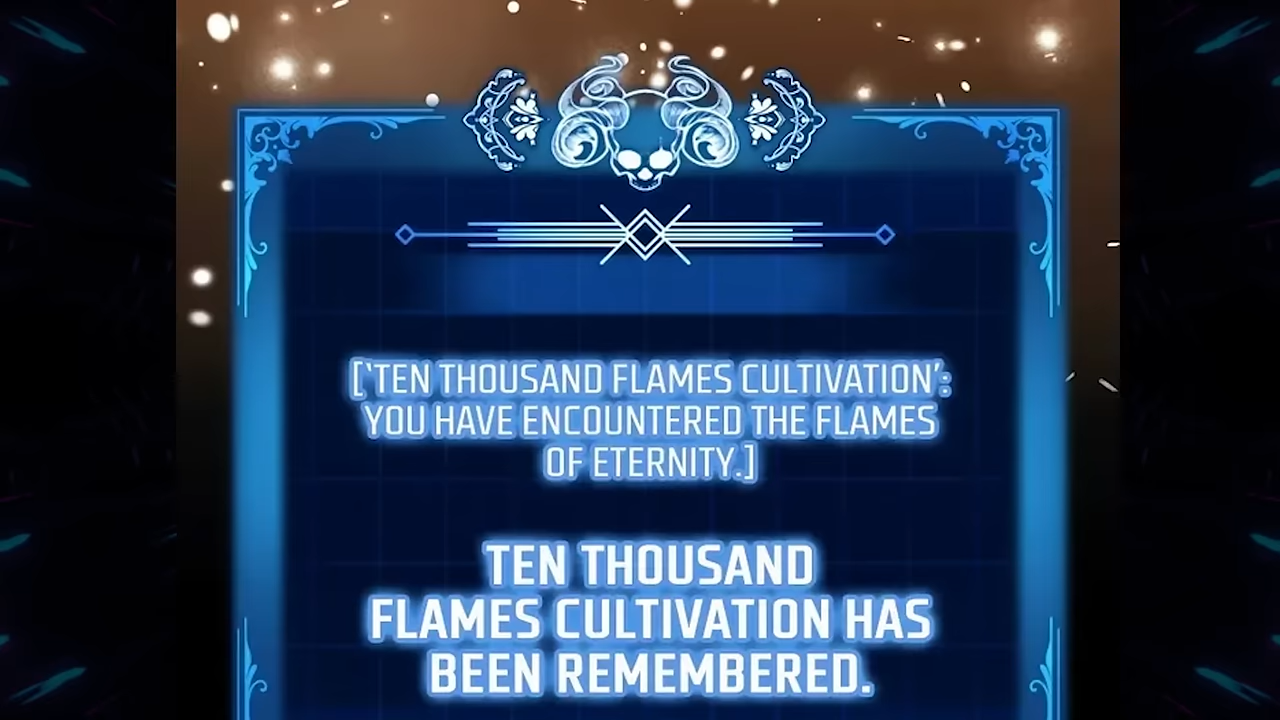 [‘TEN THOUSAND FLAMES CULTIVATION’:
YOU HAVE ENCOUNTERED THE FLAMES
OF ETERNITY.]
TEN THOUSAND
FLAMES CULTIVATION HAS
BEEN REMEMBERED.